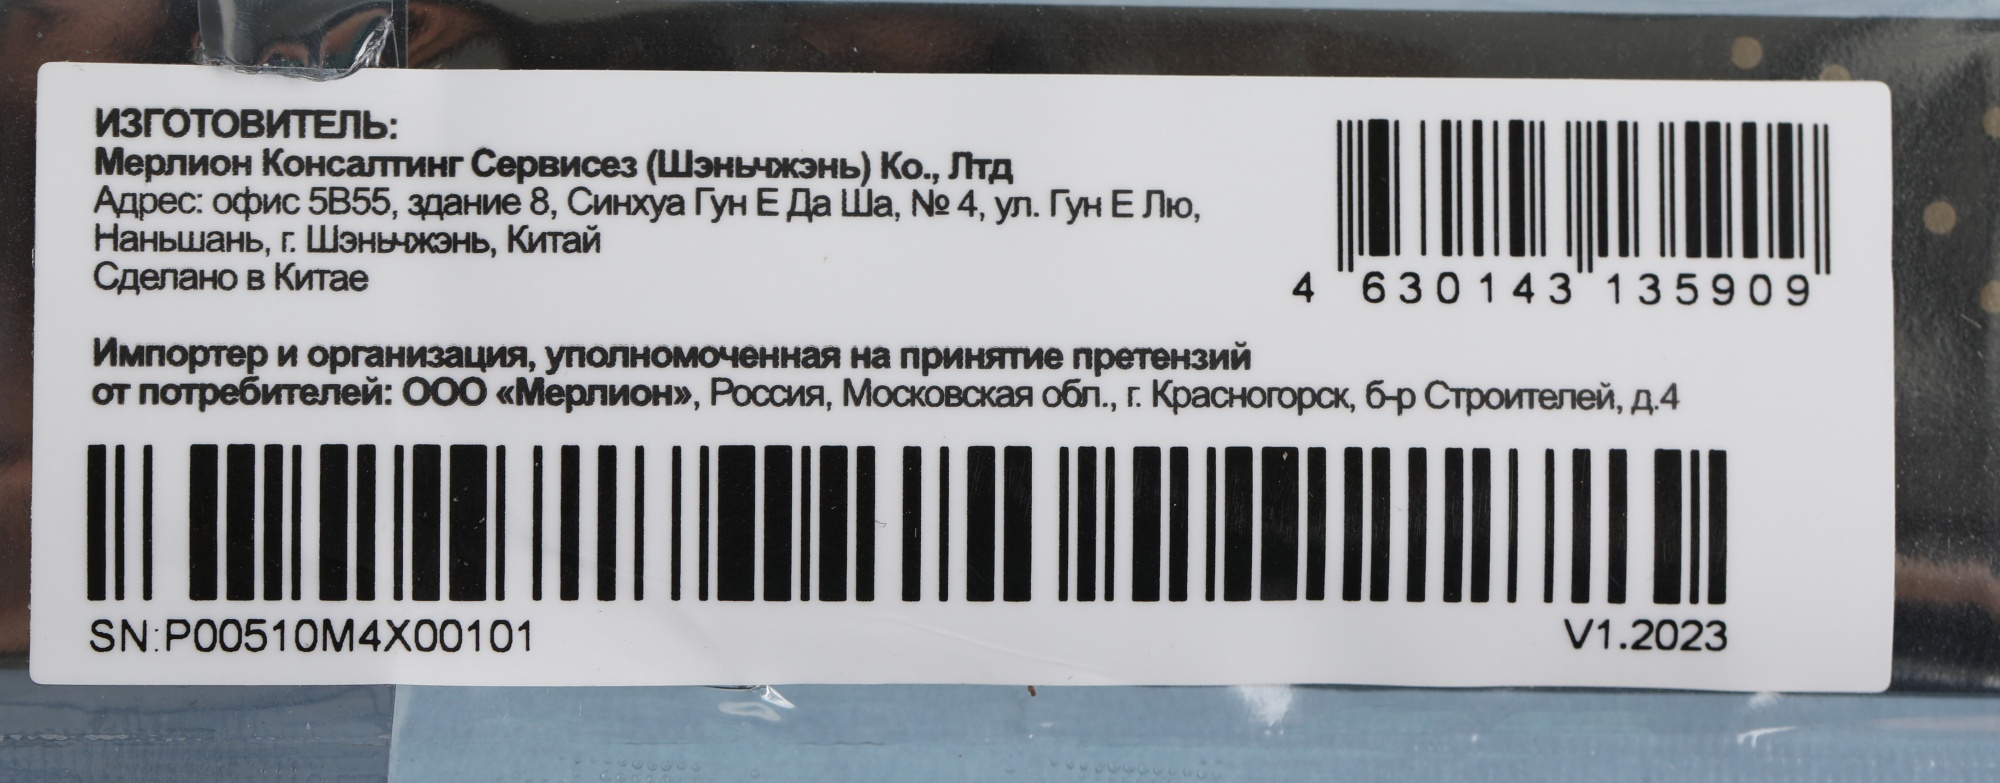 ИЗГОТОВИТЕЛЬ:
Мерлион Консалтинг Сервисез (Шэньчжэнь) Ко., Лтд
Адрес: офис 5В55, здание 8, Синхуа Гун Е Да Ша, № 4, ул. Гун Е Лю,
Наньшань, г. Шэньчжэнь, Китай
Сделано в Китае
4 630143 135909
Импортер и организация, уполномоченная на принятие претензий
от потребителей: ООО «Мерлион», Россия, Московская обл., г. Красногорск, б-р Строителей, д.4
SN:P00510M4X00101
V1.2023